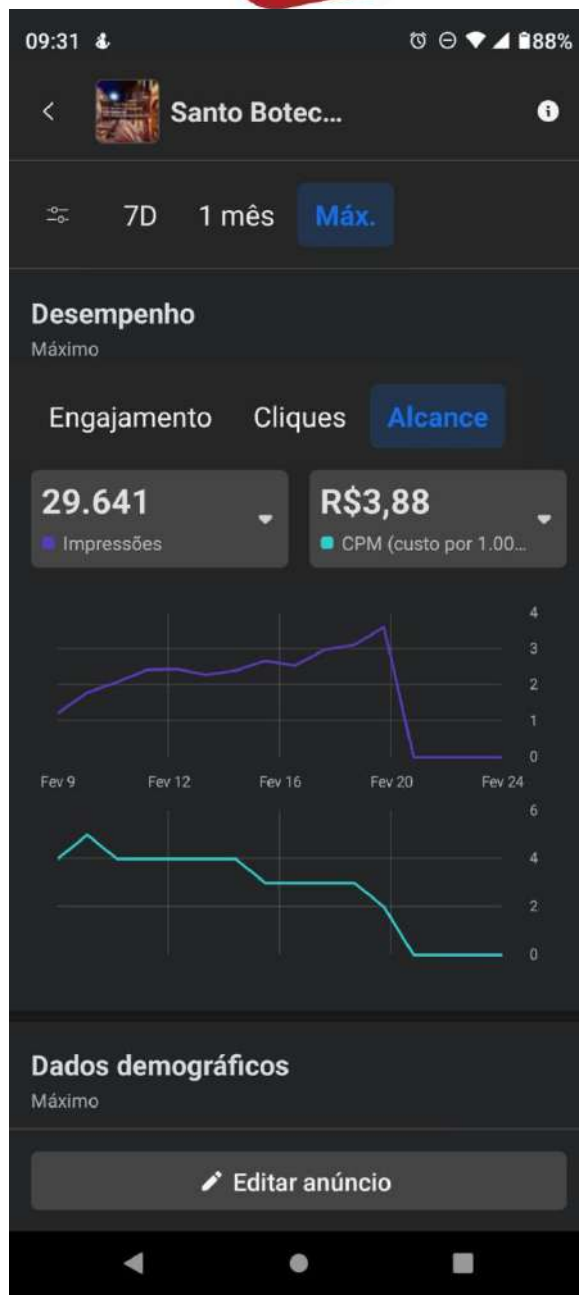 09:31 88%
Santo Botec...
7D 1 mês Máx.
Desempenho
Máximo
Engajamento Cliques Alcance
29.641 R$3,88
Impressões CPM (custo por 1.00...
4
3
2
1
0
Fev 9 Fev 12 Fev 16 Fev 20 Fev 24
6
4
2
0
Dados demográficos
Máximo
Editar anúncio